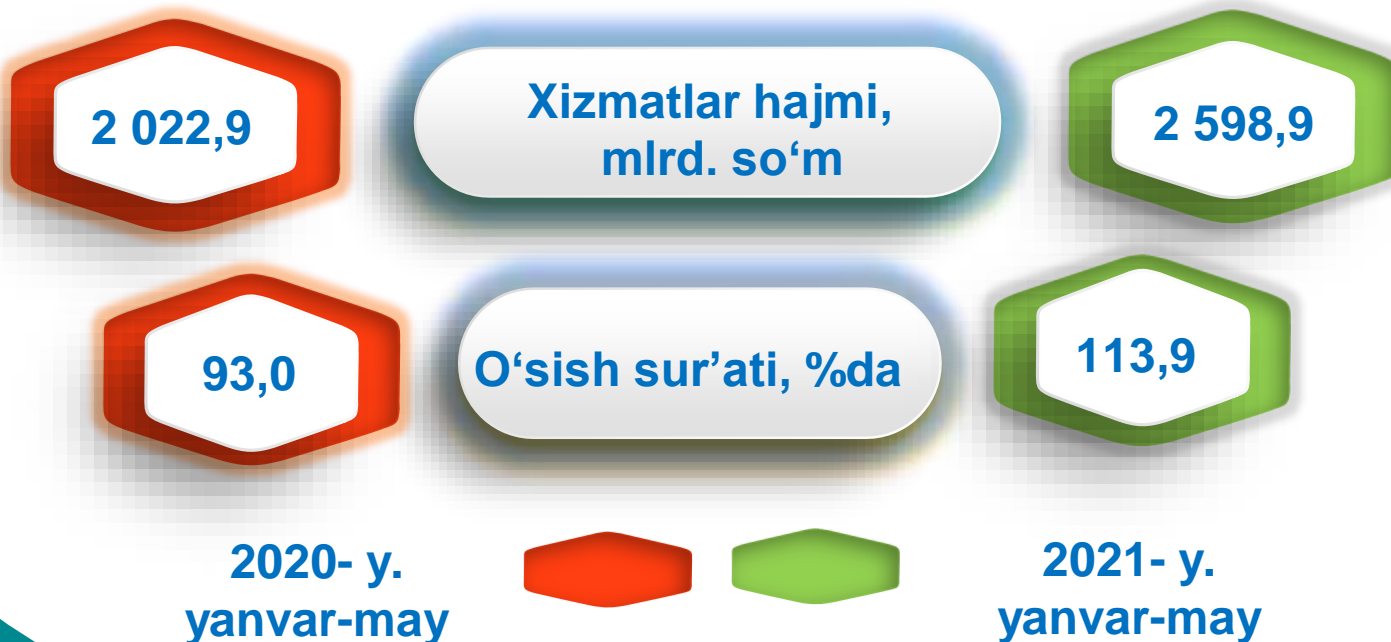 2 022,9
Xizmatlar hajmi,
mlrd. so‘m
2 598,9
93,0
O‘sish sur’ati, %da
113,9
2020- y.
yanvar-may
2021- y.
yanvar-may